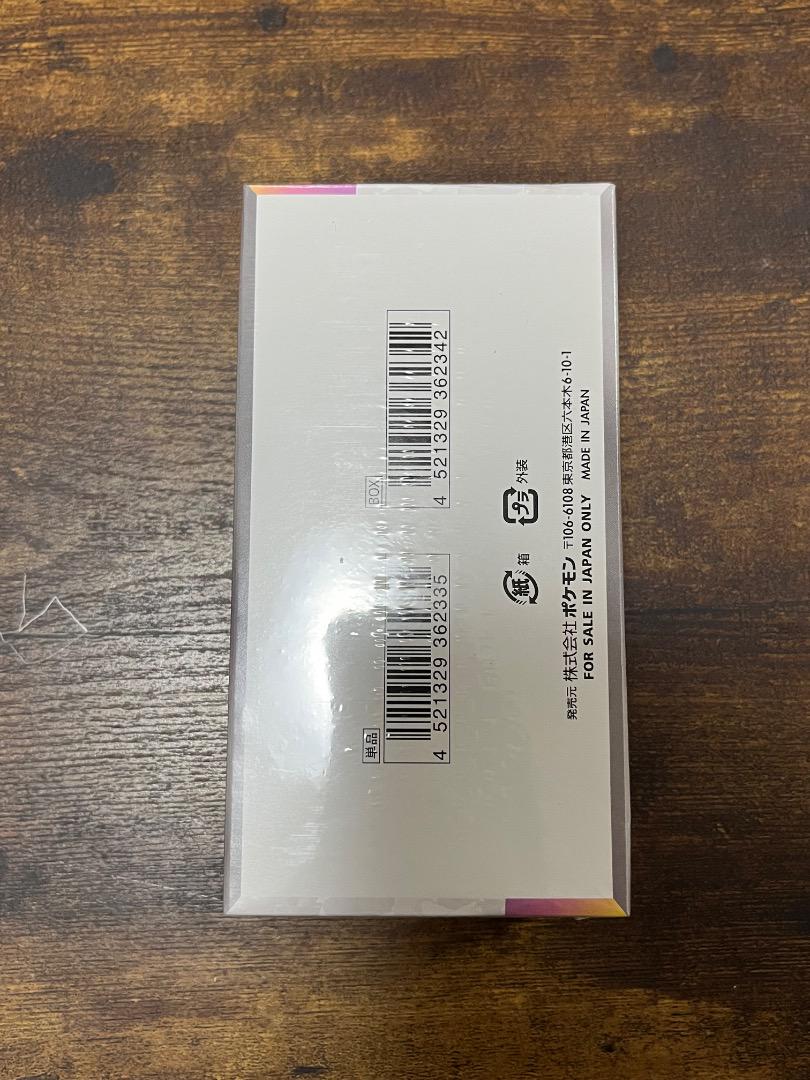 単品
4 521329 362335
BOX
4 521329 362342
紙 箱
プラ 外装
発売元 株式会社ポケモン 〒106-6108 東京都港区六本木6-10-1
FOR SALE IN JAPAN ONLY MADE IN JAPAN